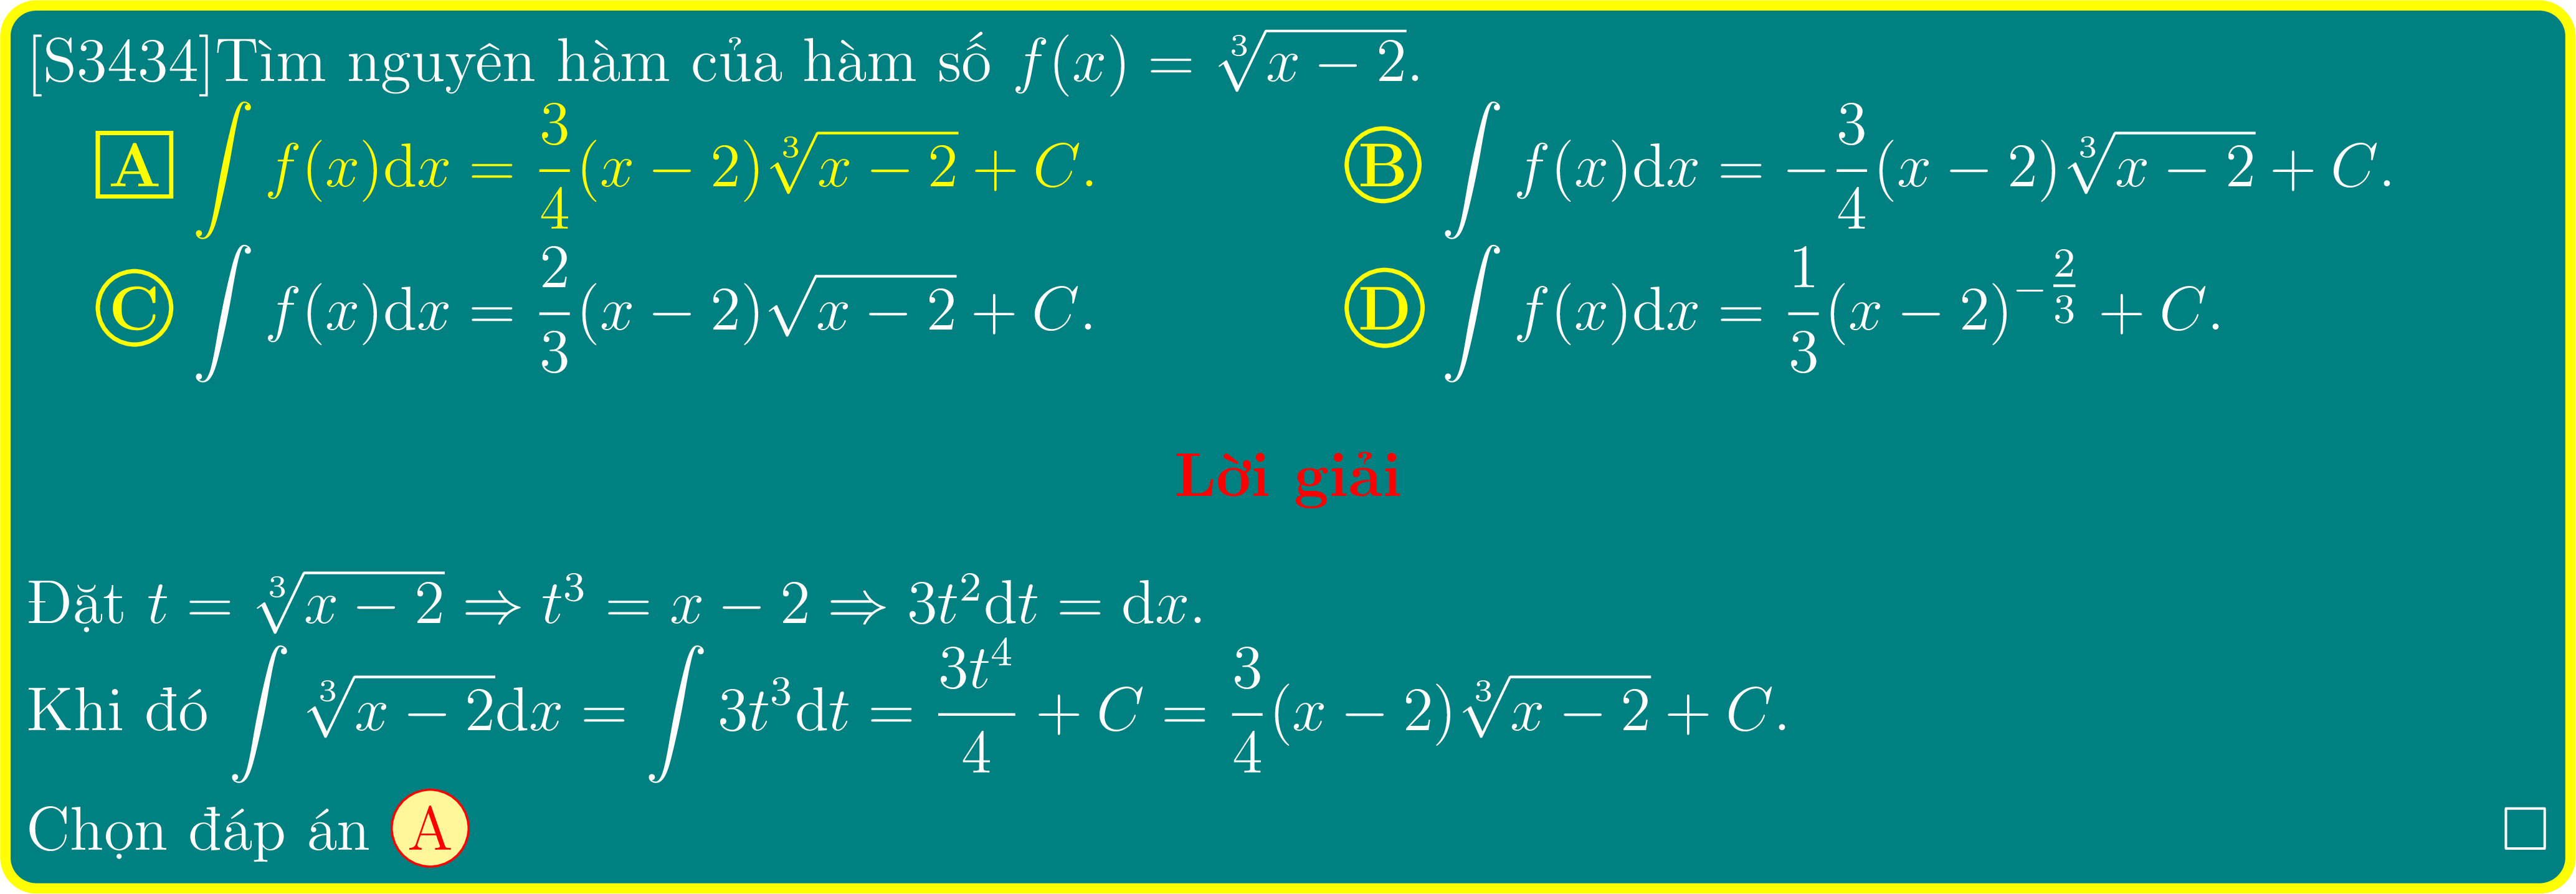 [S3434]Tìm nguyên hàm của hàm số $f(x) = \sqrt[3]{x-2}$.
A $\int f(x)\mathrm{d}x = \frac{3}{4}(x-2)\sqrt[3]{x-2} + C.$ B $\int f(x)\mathrm{d}x = -\frac{3}{4}(x-2)\sqrt[3]{x-2} + C.$
C $\int f(x)\mathrm{d}x = \frac{2}{3}(x-2)\sqrt{x-2} + C.$ D $\int f(x)\mathrm{d}x = \frac{1}{3}(x-2)^{-\frac{2}{3}} + C.$
Lời giải
Đặt $t = \sqrt[3]{x-2} \Rightarrow t^3 = x-2 \Rightarrow 3t^2\mathrm{d}t = \mathrm{d}x.$
Khi đó $\int \sqrt[3]{x-2}\mathrm{d}x = \int 3t^3\mathrm{d}t = \frac{3t^4}{4} + C = \frac{3}{4}(x-2)\sqrt[3]{x-2} + C.$
Chọn đáp án A □